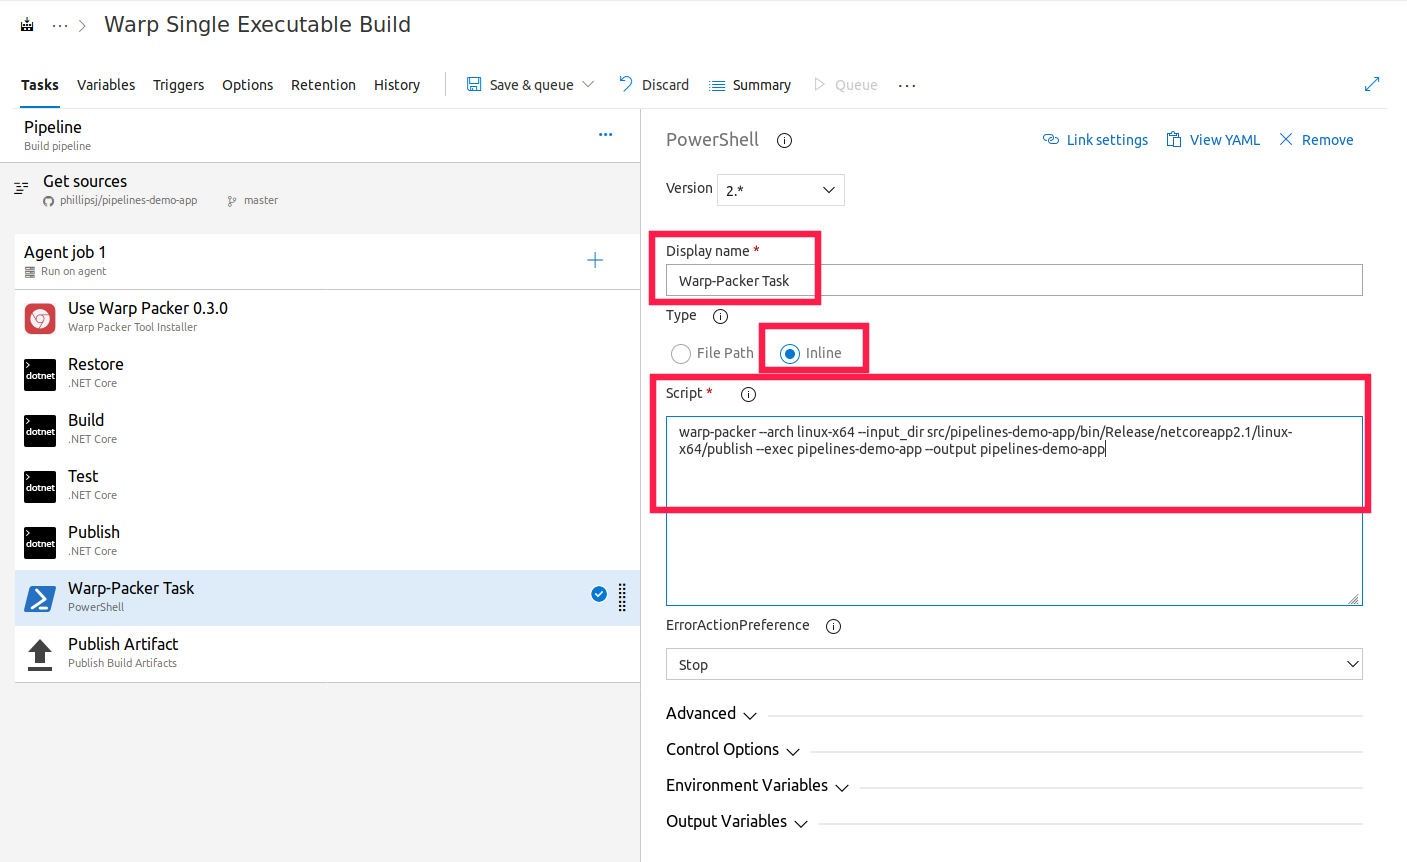 Warp Single Executable Build
Tasks Variables Triggers Options Retention History Save & queue Discard Summary Queue
Pipeline
Build pipeline
Get sources
phillipsj/pipelines-demo-app master
Agent job 1
Run on agent
Use Warp Packer 0.3.0
Warp Packer Tool Installer
dotnet
Restore
.NET Core
dotnet
Build
.NET Core
dotnet
Test
.NET Core
dotnet
Publish
.NET Core
Warp-Packer Task
PowerShell
Publish Artifact
Publish Build Artifacts
PowerShell
Link settings View YAML Remove
Version 2.*
Display name *
Warp-Packer Task
Type
File Path Inline
Script *
warp-packer --arch linux-x64 --input_dir src/pipelines-demo-app/bin/Release/netcoreapp2.1/linux-
x64/publish --exec pipelines-demo-app --output pipelines-demo-app
ErrorActionPreference
Stop
Advanced
Control Options
Environment Variables
Output Variables